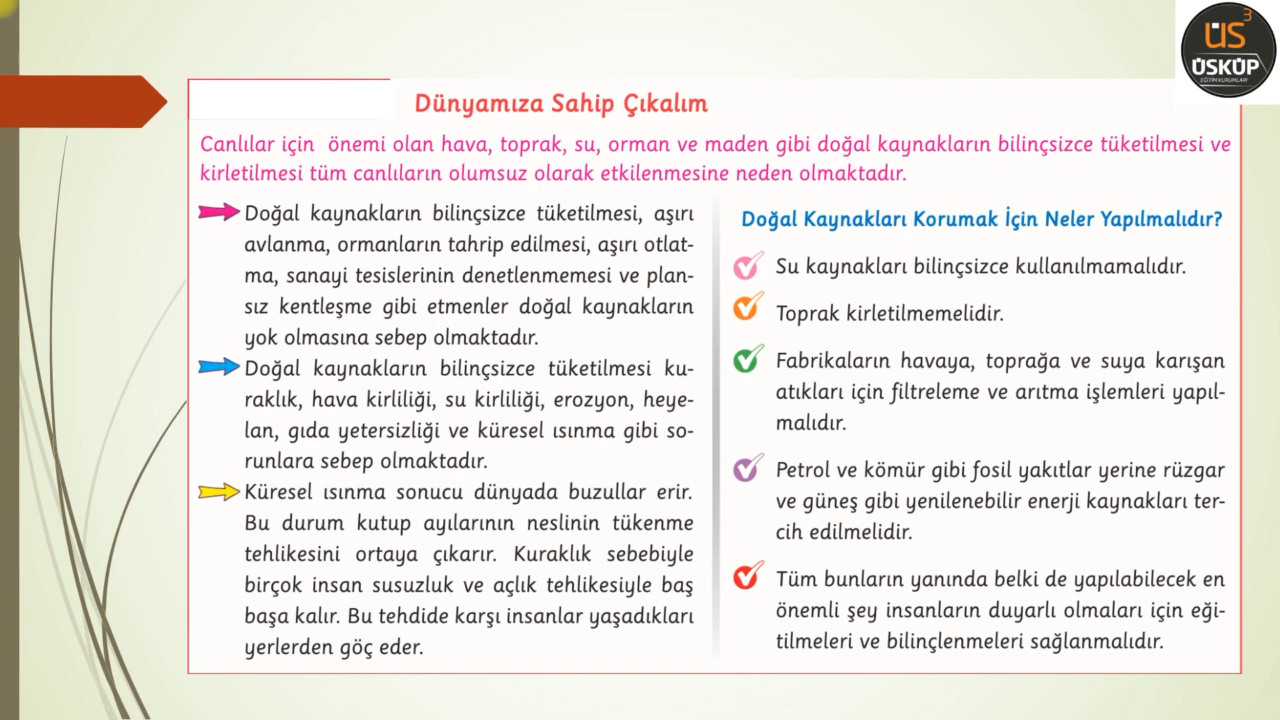 ÜS3
ÜSKÜP
EĞİTİM KURUMLARI
Dünyamıza Sahip Çıkalım
Canlılar için önemi olan hava, toprak, su, orman ve maden gibi doğal kaynakların bilinçsizce tüketilmesi ve
kirletilmesi tüm canlıların olumsuz olarak etkilenmesine neden olmaktadır.
Doğal kaynakların bilinçsizce tüketilmesi, aşırı
avlanma, ormanların tahrip edilmesi, aşırı otlat-
ma, sanayi tesislerinin denetlenmemesi ve plan-
sız kentleşme gibi etmenler doğal kaynakların
yok olmasına sebep olmaktadır.
Doğal kaynakların bilinçsizce tüketilmesi ku-
raklık, hava kirliliği, su kirliliği, erozyon, heye-
lan, gıda yetersizliği ve küresel ısınma gibi so-
runlara sebep olmaktadır.
Küresel ısınma sonucu dünyada buzullar erir.
Bu durum kutup ayılarının neslinin tükenme
tehlikesini ortaya çıkarır. Kuraklık sebebiyle
birçok insan susuzluk ve açlık tehlikesiyle baş
başa kalır. Bu tehdide karşı insanlar yaşadıkları
yerlerden göç eder.
Doğal Kaynakları Korumak İçin Neler Yapılmalıdır?
Su kaynakları bilinçsizce kullanılmamalıdır.
Toprak kirletilmemelidir.
Fabrikaların havaya, toprağa ve suya karışan
atıkları için filtreleme ve arıtma işlemleri yapıl-
malıdır.
Petrol ve kömür gibi fosil yakıtlar yerine rüzgar
ve güneş gibi yenilenebilir enerji kaynakları ter-
cih edilmelidir.
Tüm bunların yanında belki de yapılabilecek en
önemli şey insanların duyarlı olmaları için eği-
tilmeleri ve bilinçlenmeleri sağlanmalıdır.